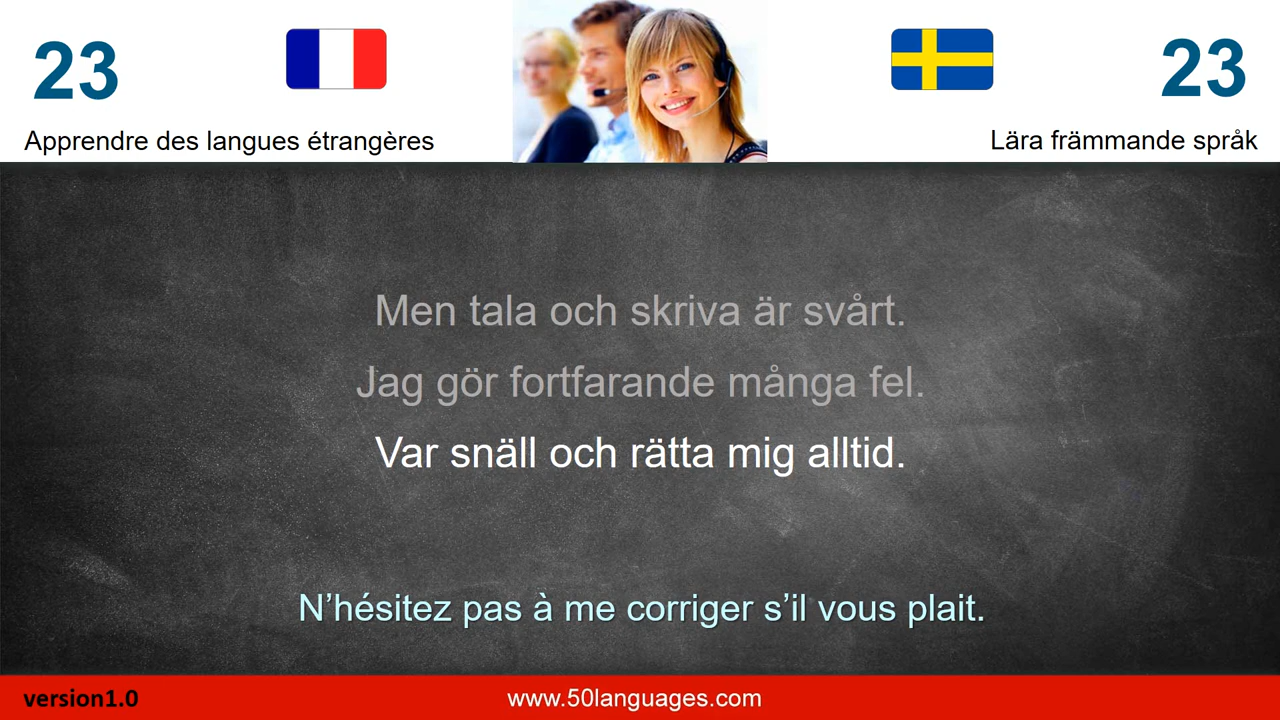 23
23
Apprendre des langues étrangères
Lära främmande språk
Men tala och skriva är svårt.
Jag gör fortfarande många fel.
Var snäll och rätta mig alltid.
N’hésitez pas à me corriger s’il vous plait.
version1.0
www.50languages.com